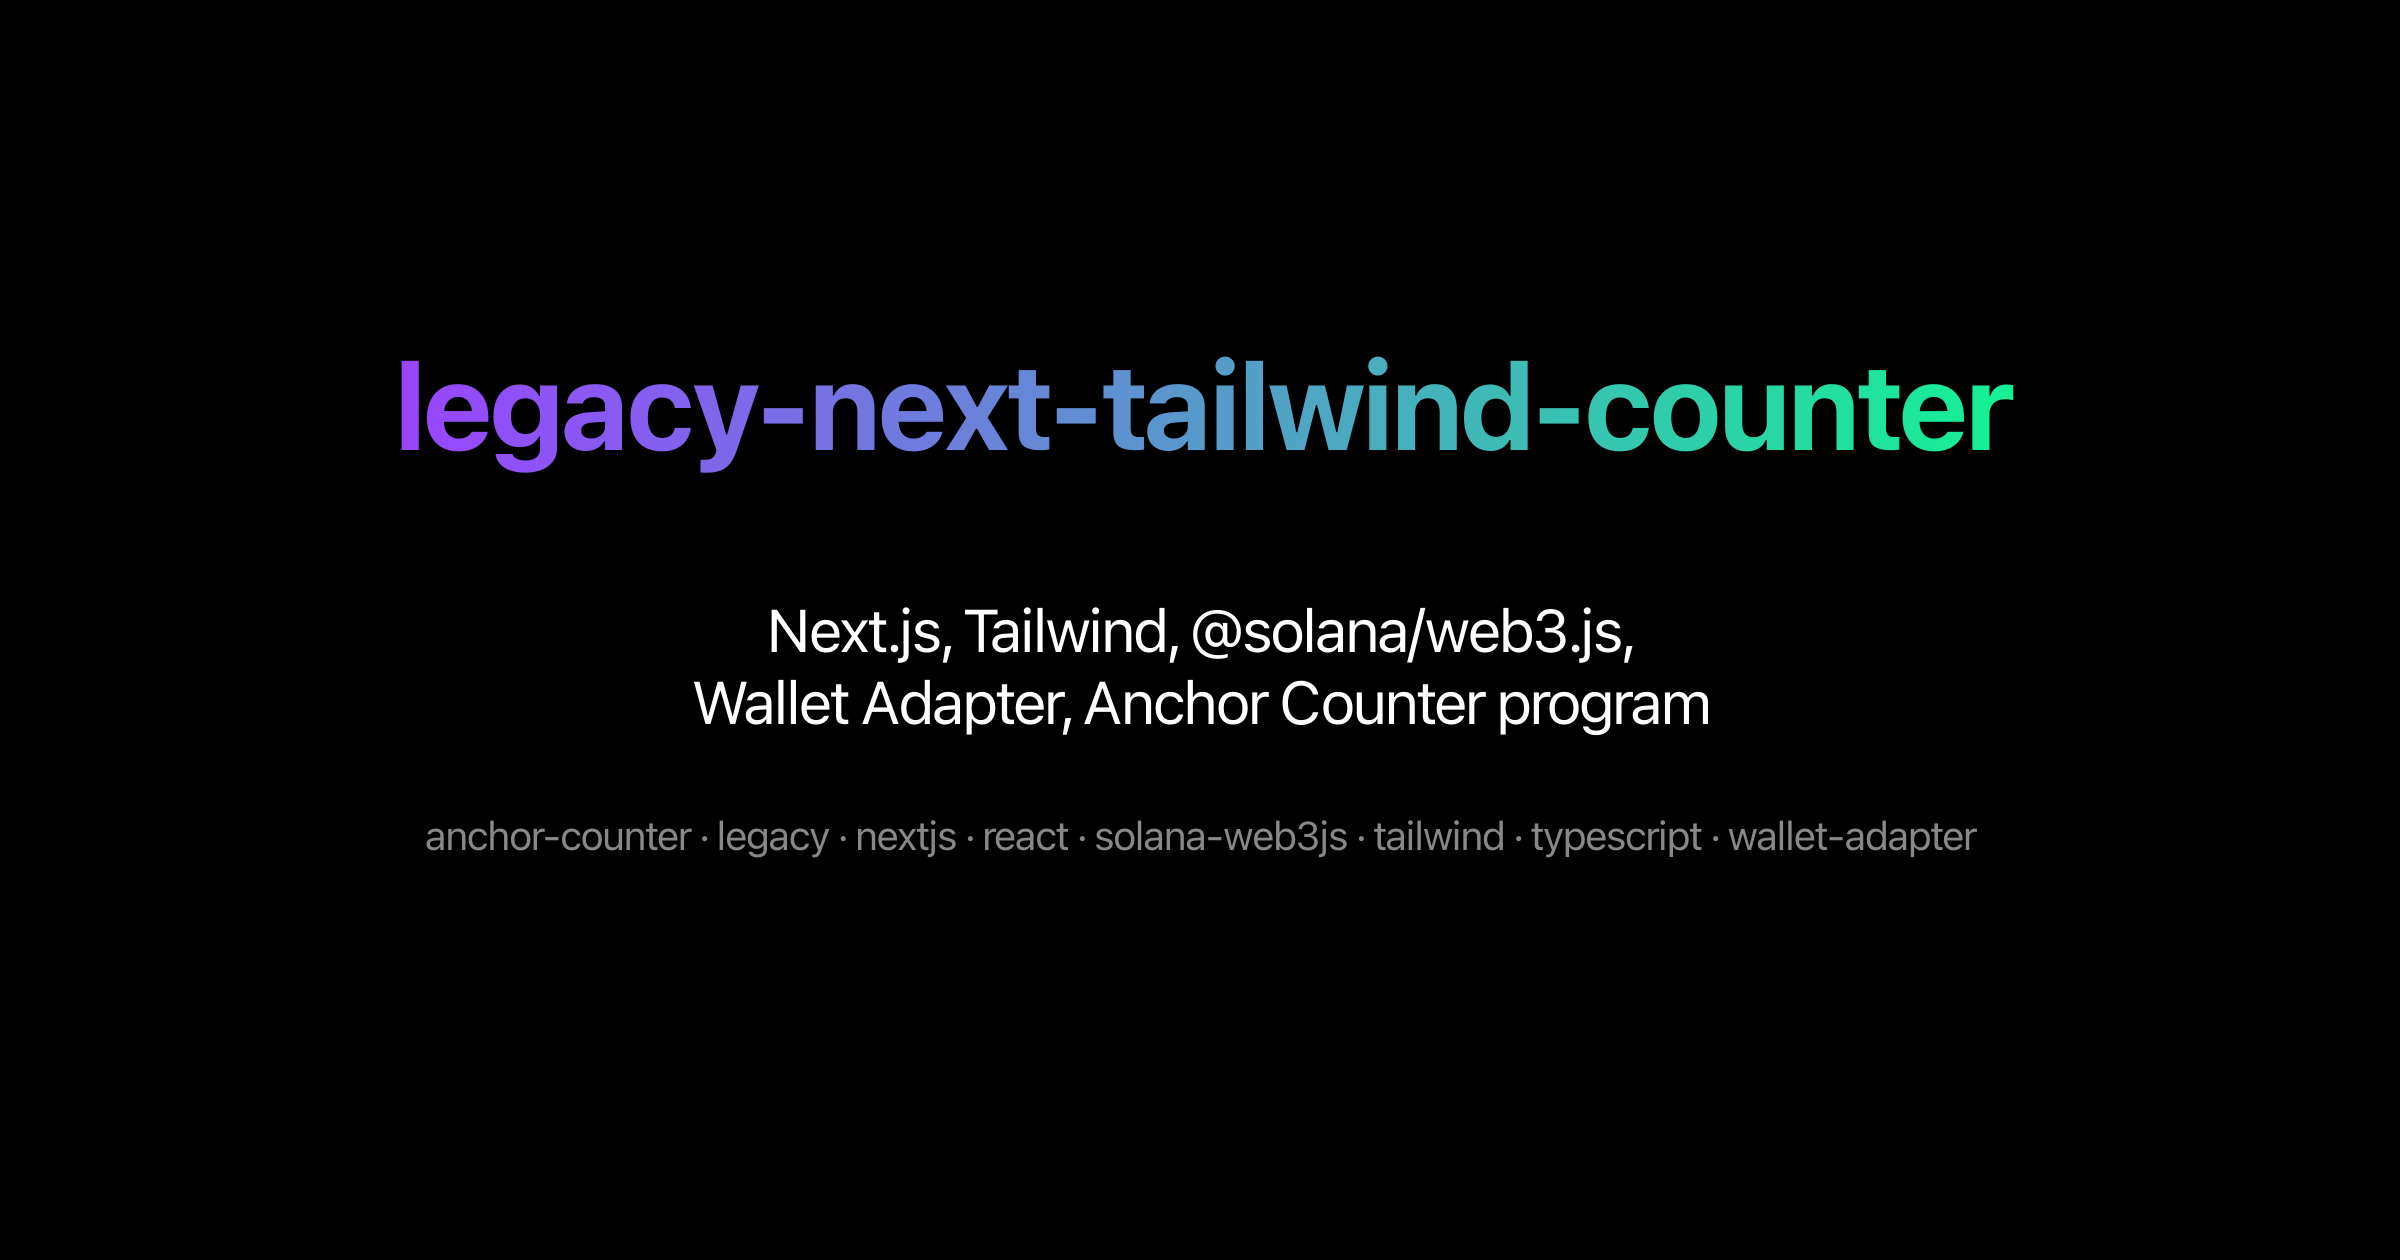 legacy-next-tailwind-counter
Next.js, Tailwind, @solana/web3.js,
Wallet Adapter, Anchor Counter program
anchor-counter · legacy · nextjs · react · solana-web3js · tailwind · typescript · wallet-adapter